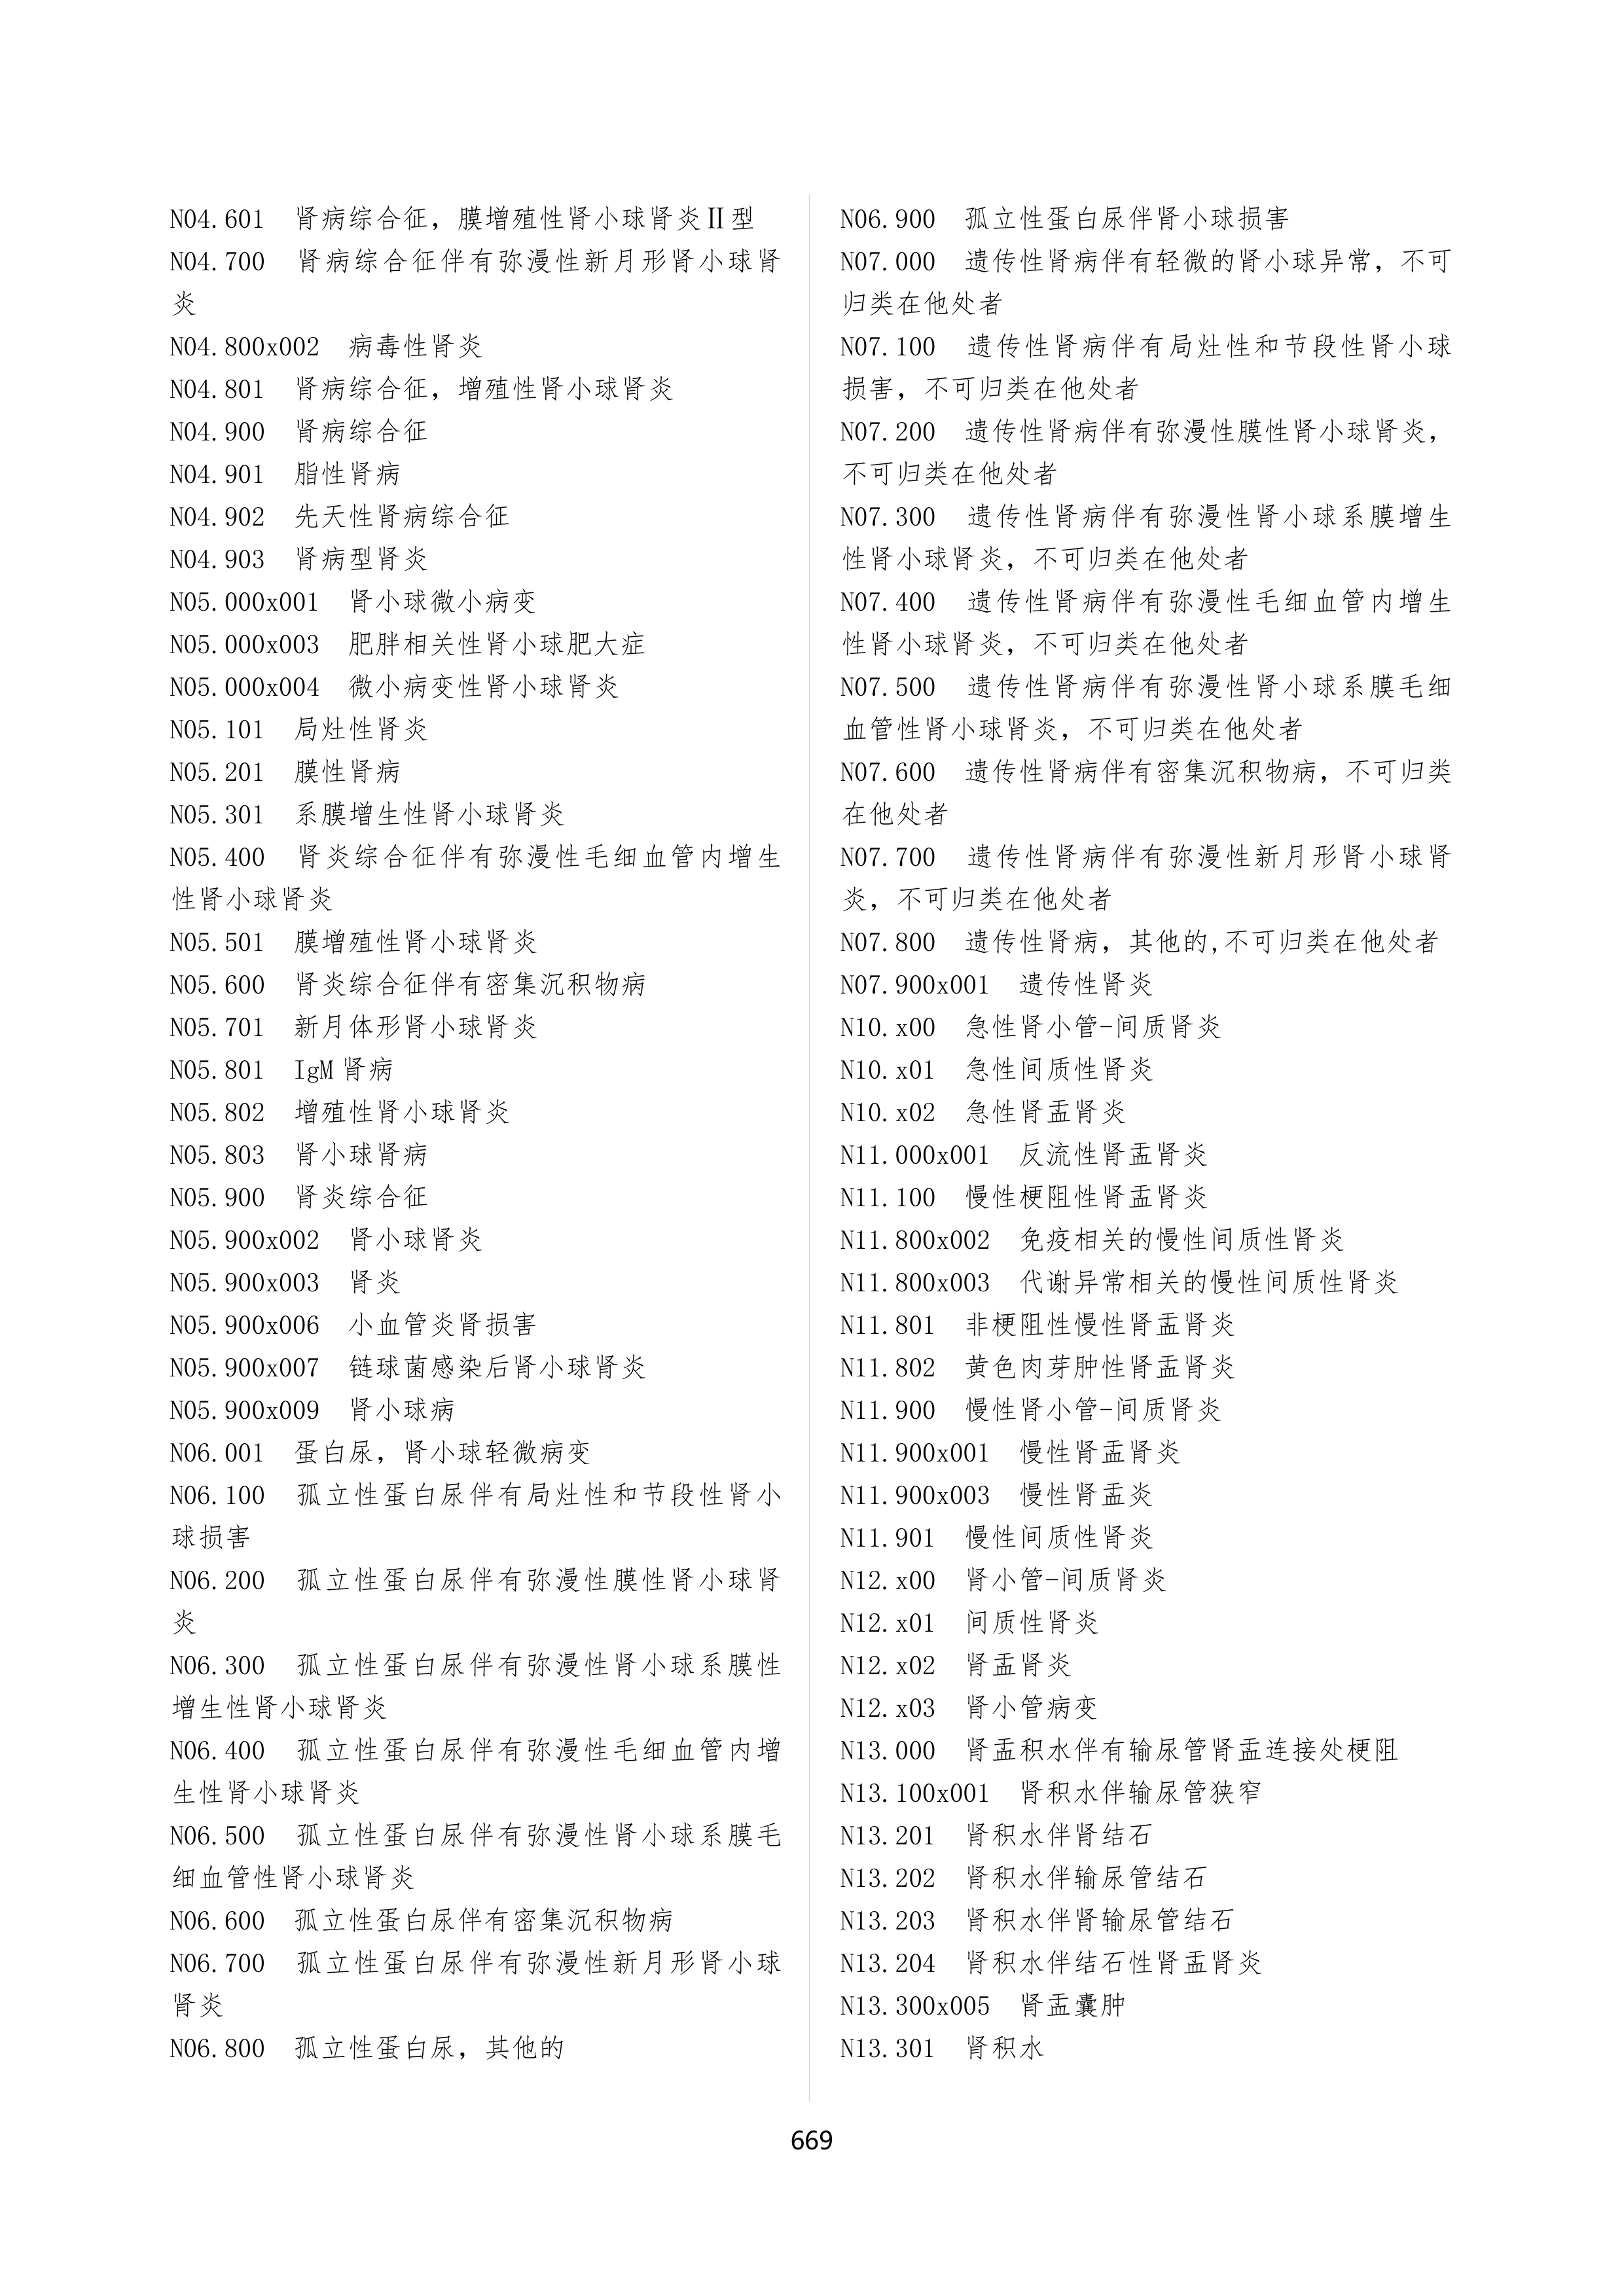 N04.601 肾病综合征，膜增殖性肾小球肾炎Ⅱ型
N04.700 肾病综合征伴有弥漫性新月形肾小球肾
炎
N04.800x002 病毒性肾炎
N04.801 肾病综合征，增殖性肾小球肾炎
N04.900 肾病综合征
N04.901 脂性肾病
N04.902 先天性肾病综合征
N04.903 肾病型肾炎
N05.000x001 肾小球微小病变
N05.000x003 肥胖相关性肾小球肥大症
N05.000x004 微小病变性肾小球肾炎
N05.101 局灶性肾炎
N05.201 膜性肾病
N05.301 系膜增生性肾小球肾炎
N05.400 肾炎综合征伴有弥漫性毛细血管内增生
性肾小球肾炎
N05.501 膜增殖性肾小球肾炎
N05.600 肾炎综合征伴有密集沉积物病
N05.701 新月体形肾小球肾炎
N05.801 IgM肾病
N05.802 增殖性肾小球肾炎
N05.803 肾小球肾病
N05.900 肾炎综合征
N05.900x002 肾小球肾炎
N05.900x003 肾炎
N05.900x006 小血管炎肾损害
N05.900x007 链球菌感染后肾小球肾炎
N05.900x009 肾小球病
N06.001 蛋白尿，肾小球轻微病变
N06.100 孤立性蛋白尿伴有局灶性和节段性肾小
球损害
N06.200 孤立性蛋白尿伴有弥漫性膜性肾小球肾
炎
N06.300 孤立性蛋白尿伴有弥漫性肾小球系膜性
增生性肾小球肾炎
N06.400 孤立性蛋白尿伴有弥漫性毛细血管内增
生性肾小球肾炎
N06.500 孤立性蛋白尿伴有弥漫性肾小球系膜毛
细血管性肾小球肾炎
N06.600 孤立性蛋白尿伴有密集沉积物病
N06.700 孤立性蛋白尿伴有弥漫性新月形肾小球
肾炎
N06.800 孤立性蛋白尿，其他的
N06.900 孤立性蛋白尿伴肾小球损害
N07.000 遗传性肾病伴有轻微的肾小球异常，不可
归类在他处者
N07.100 遗传性肾病伴有局灶性和节段性肾小球
损害，不可归类在他处者
N07.200 遗传性肾病伴有弥漫性膜性肾小球肾炎，
不可归类在他处者
N07.300 遗传性肾病伴有弥漫性肾小球系膜增生
性肾小球肾炎，不可归类在他处者
N07.400 遗传性肾病伴有弥漫性毛细血管内增生
性肾小球肾炎，不可归类在他处者
N07.500 遗传性肾病伴有弥漫性肾小球系膜毛细
血管性肾小球肾炎，不可归类在他处者
N07.600 遗传性肾病伴有密集沉积物病，不可归类
在他处者
N07.700 遗传性肾病伴有弥漫性新月形肾小球肾
炎，不可归类在他处者
N07.800 遗传性肾病，其他的,不可归类在他处者
N07.900x001 遗传性肾炎
N10.x00 急性肾小管-间质肾炎
N10.x01 急性间质性肾炎
N10.x02 急性肾盂肾炎
N11.000x001 反流性肾盂肾炎
N11.100 慢性梗阻性肾盂肾炎
N11.800x002 免疫相关的慢性间质性肾炎
N11.800x003 代谢异常相关的慢性间质性肾炎
N11.801 非梗阻性慢性肾盂肾炎
N11.802 黄色肉芽肿性肾盂肾炎
N11.900 慢性肾小管-间质肾炎
N11.900x001 慢性肾盂肾炎
N11.900x003 慢性肾盂炎
N11.901 慢性间质性肾炎
N12.x00 肾小管-间质肾炎
N12.x01 间质性肾炎
N12.x02 肾盂肾炎
N12.x03 肾小管病变
N13.000 肾盂积水伴有输尿管肾盂连接处梗阻
N13.100x001 肾积水伴输尿管狭窄
N13.201 肾积水伴肾结石
N13.202 肾积水伴输尿管结石
N13.203 肾积水伴肾输尿管结石
N13.204 肾积水伴结石性肾盂肾炎
N13.300x005 肾盂囊肿
N13.301 肾积水
669